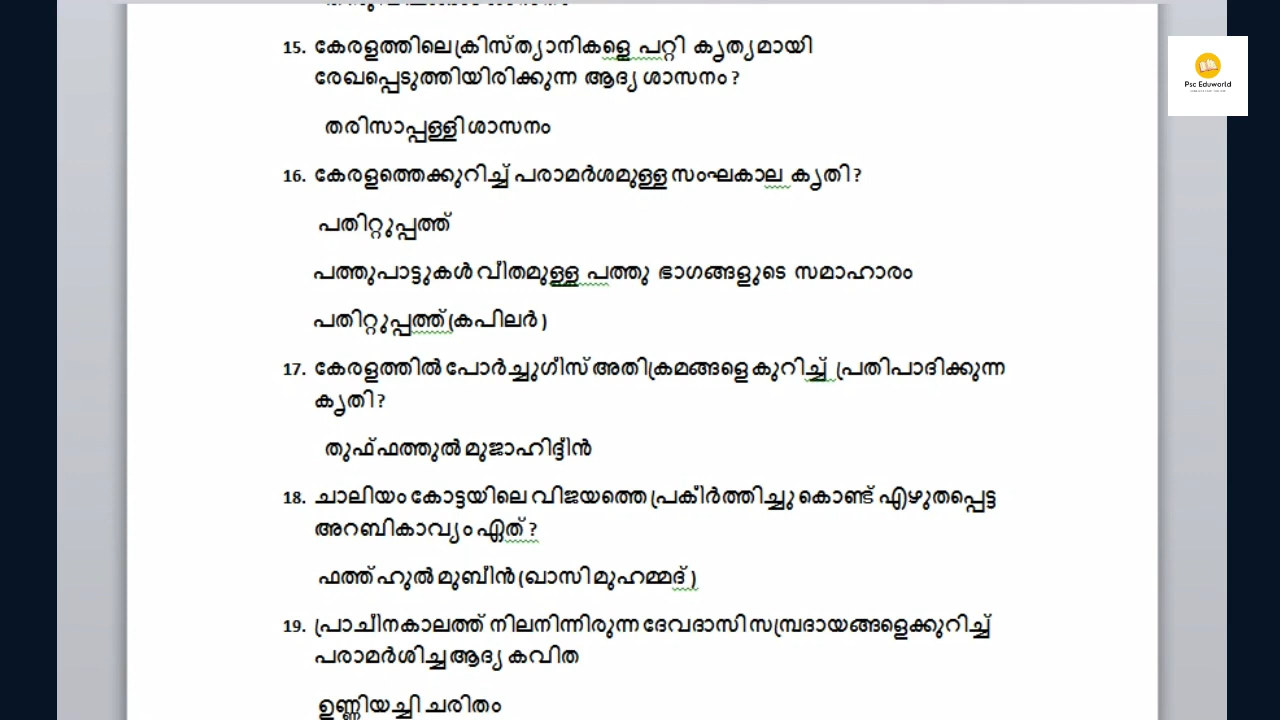 15. കേരളത്തിലെ ക്രിസ്ത്യാനികളെ പറ്റി കൃത്യമായി
രേഖപ്പെടുത്തിയിരിക്കുന്ന ആദ്യ ശാസനം ?
തരിസാപ്പള്ളി ശാസനം
16. കേരളത്തെക്കുറിച്ച് പരാമർശമുള്ള സംഘകാല കൃതി ?
പതിറ്റുപ്പത്ത്
പത്തുപാട്ടുകൾ വീതമുള്ള പത്തു ഭാഗങ്ങളുടെ സമാഹാരം
പതിറ്റുപ്പത്ത് (കപിലർ )
17. കേരളത്തിൽ പോർച്ചുഗീസ് അതിക്രമങ്ങളെ കുറിച്ച് പ്രതിപാദിക്കുന്ന
കൃതി ?
തുഫ്ഫത്തുൽ മുജാഹിദ്ദീൻ
18. ചാലിയം കോട്ടയിലെ വിജയത്തെ പ്രകീർത്തിച്ചു കൊണ്ട് എഴുതപ്പെട്ട
അറബികാവ്യം ഏത് ?
ഫത്ത്ഹുൽ മുബീൻ (ഖാസി മുഹമ്മദ് )
19. പ്രാചീനകാലത്ത് നിലനിന്നിരുന്ന ദേവദാസി സമ്പ്രദായങ്ങളെക്കുറിച്ച്
പരാമർശിച്ച ആദ്യ കവിത
ഉണ്ണിയച്ചി ചരിതം
Psc Eduworld